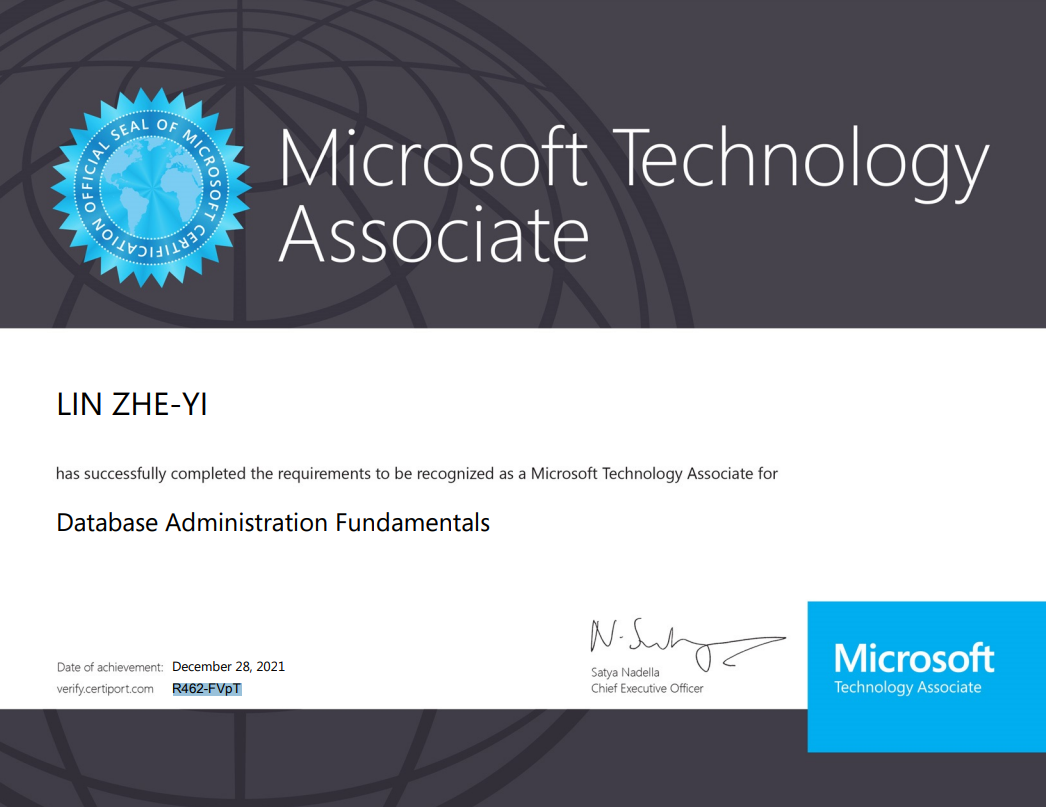 OFFICIAL SEAL OF MICROSOFT CERTIFICATION
Microsoft Technology
Associate
LIN ZHE-YI
has successfully completed the requirements to be recognized as a Microsoft Technology Associate for
Database Administration Fundamentals
Date of achievement: December 28, 2021
verify.certiport.com R462-FVpT
N. Sat
Satya Nadella
Chief Executive Officer
Microsoft
Technology Associate